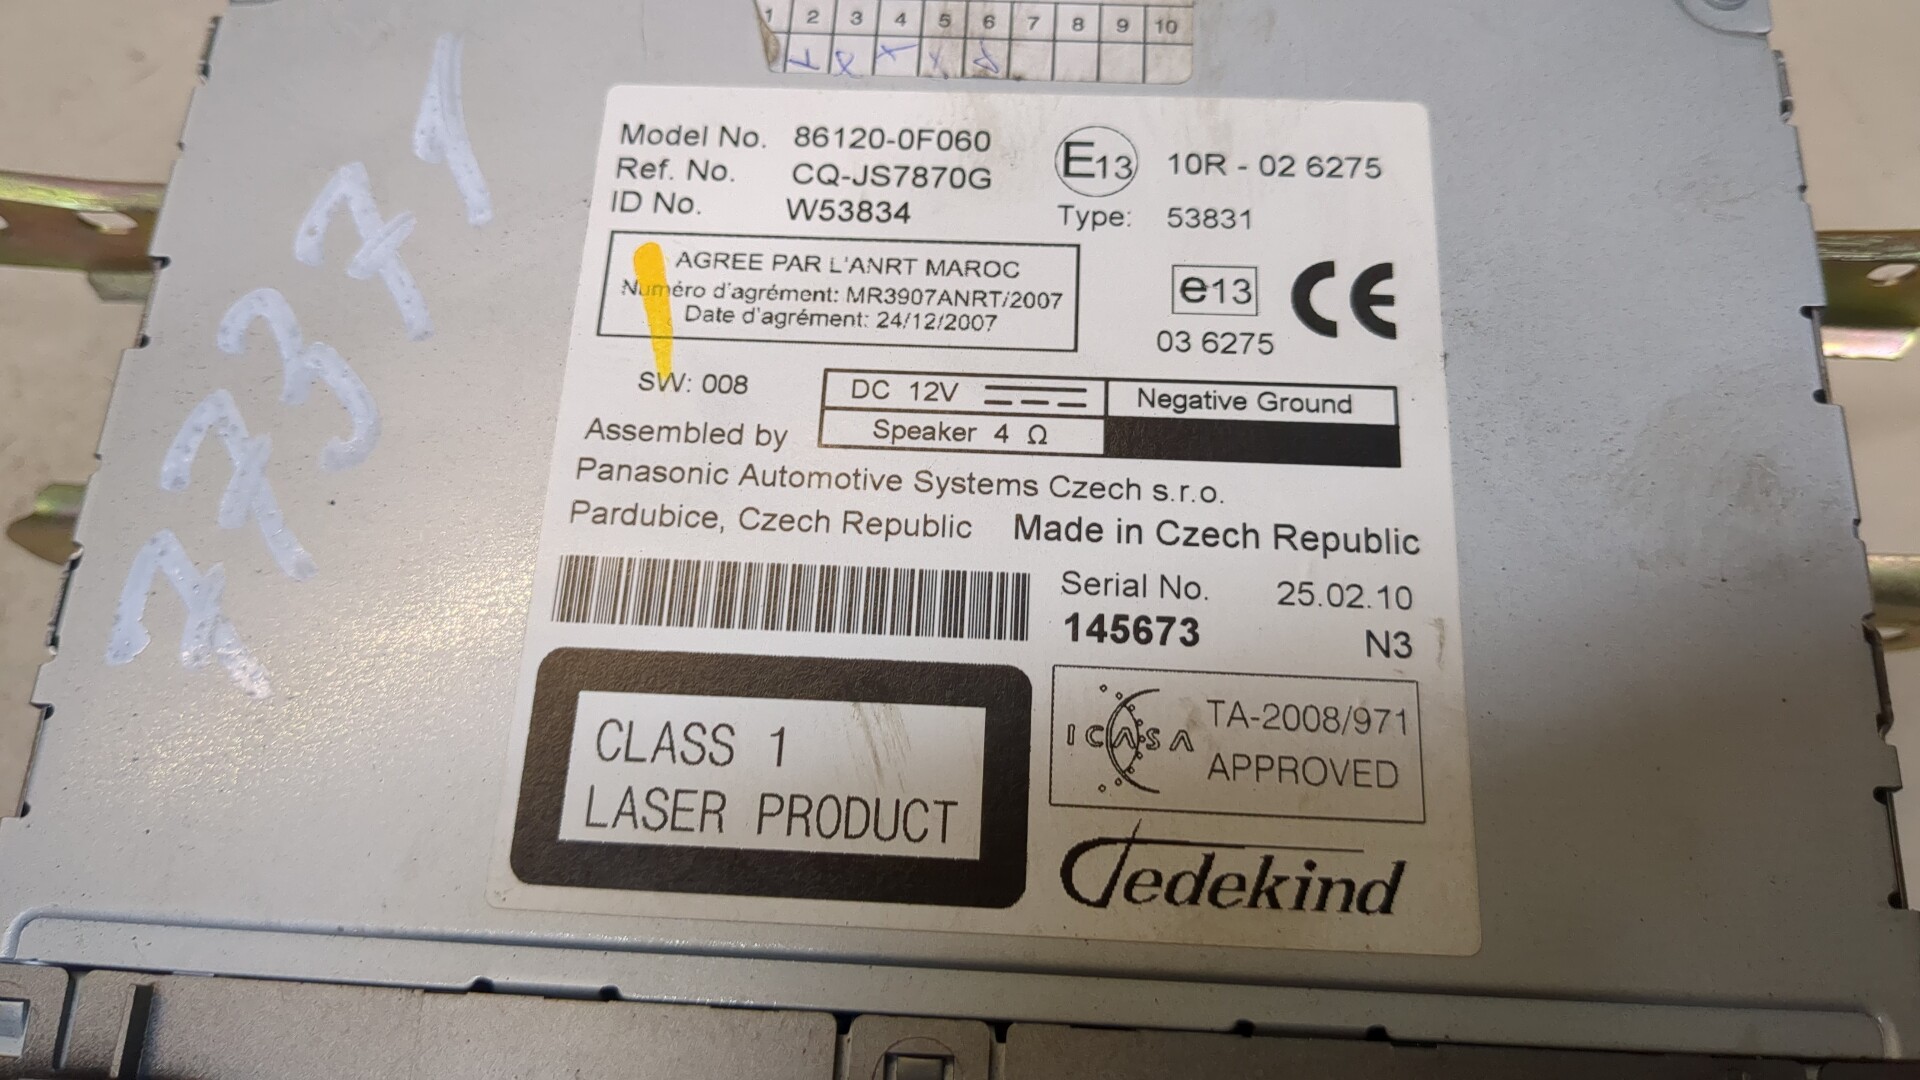 1 2 3 4 5 6 7 8 9 10
Model No. 86120-0F060
Ref. No. CQ-JS7870G
ID No. W53834
E13 10R - 02 6275
Type: 53831
AGREE PAR L'ANRT MAROC
Numéro d'agrément: MR3907ANRT/2007
Date d'agrément: 24/12/2007
e13 CE
03 6275
SW: 008
DC 12V Negative Ground
Speaker 4 Ω
Assembled by
Panasonic Automotive Systems Czech s.r.o.
Pardubice, Czech Republic Made in Czech Republic
Serial No. 25.02.10
145673 N3
CLASS 1
LASER PRODUCT
ICASA TA-2008/971
APPROVED
Jedekind
77371